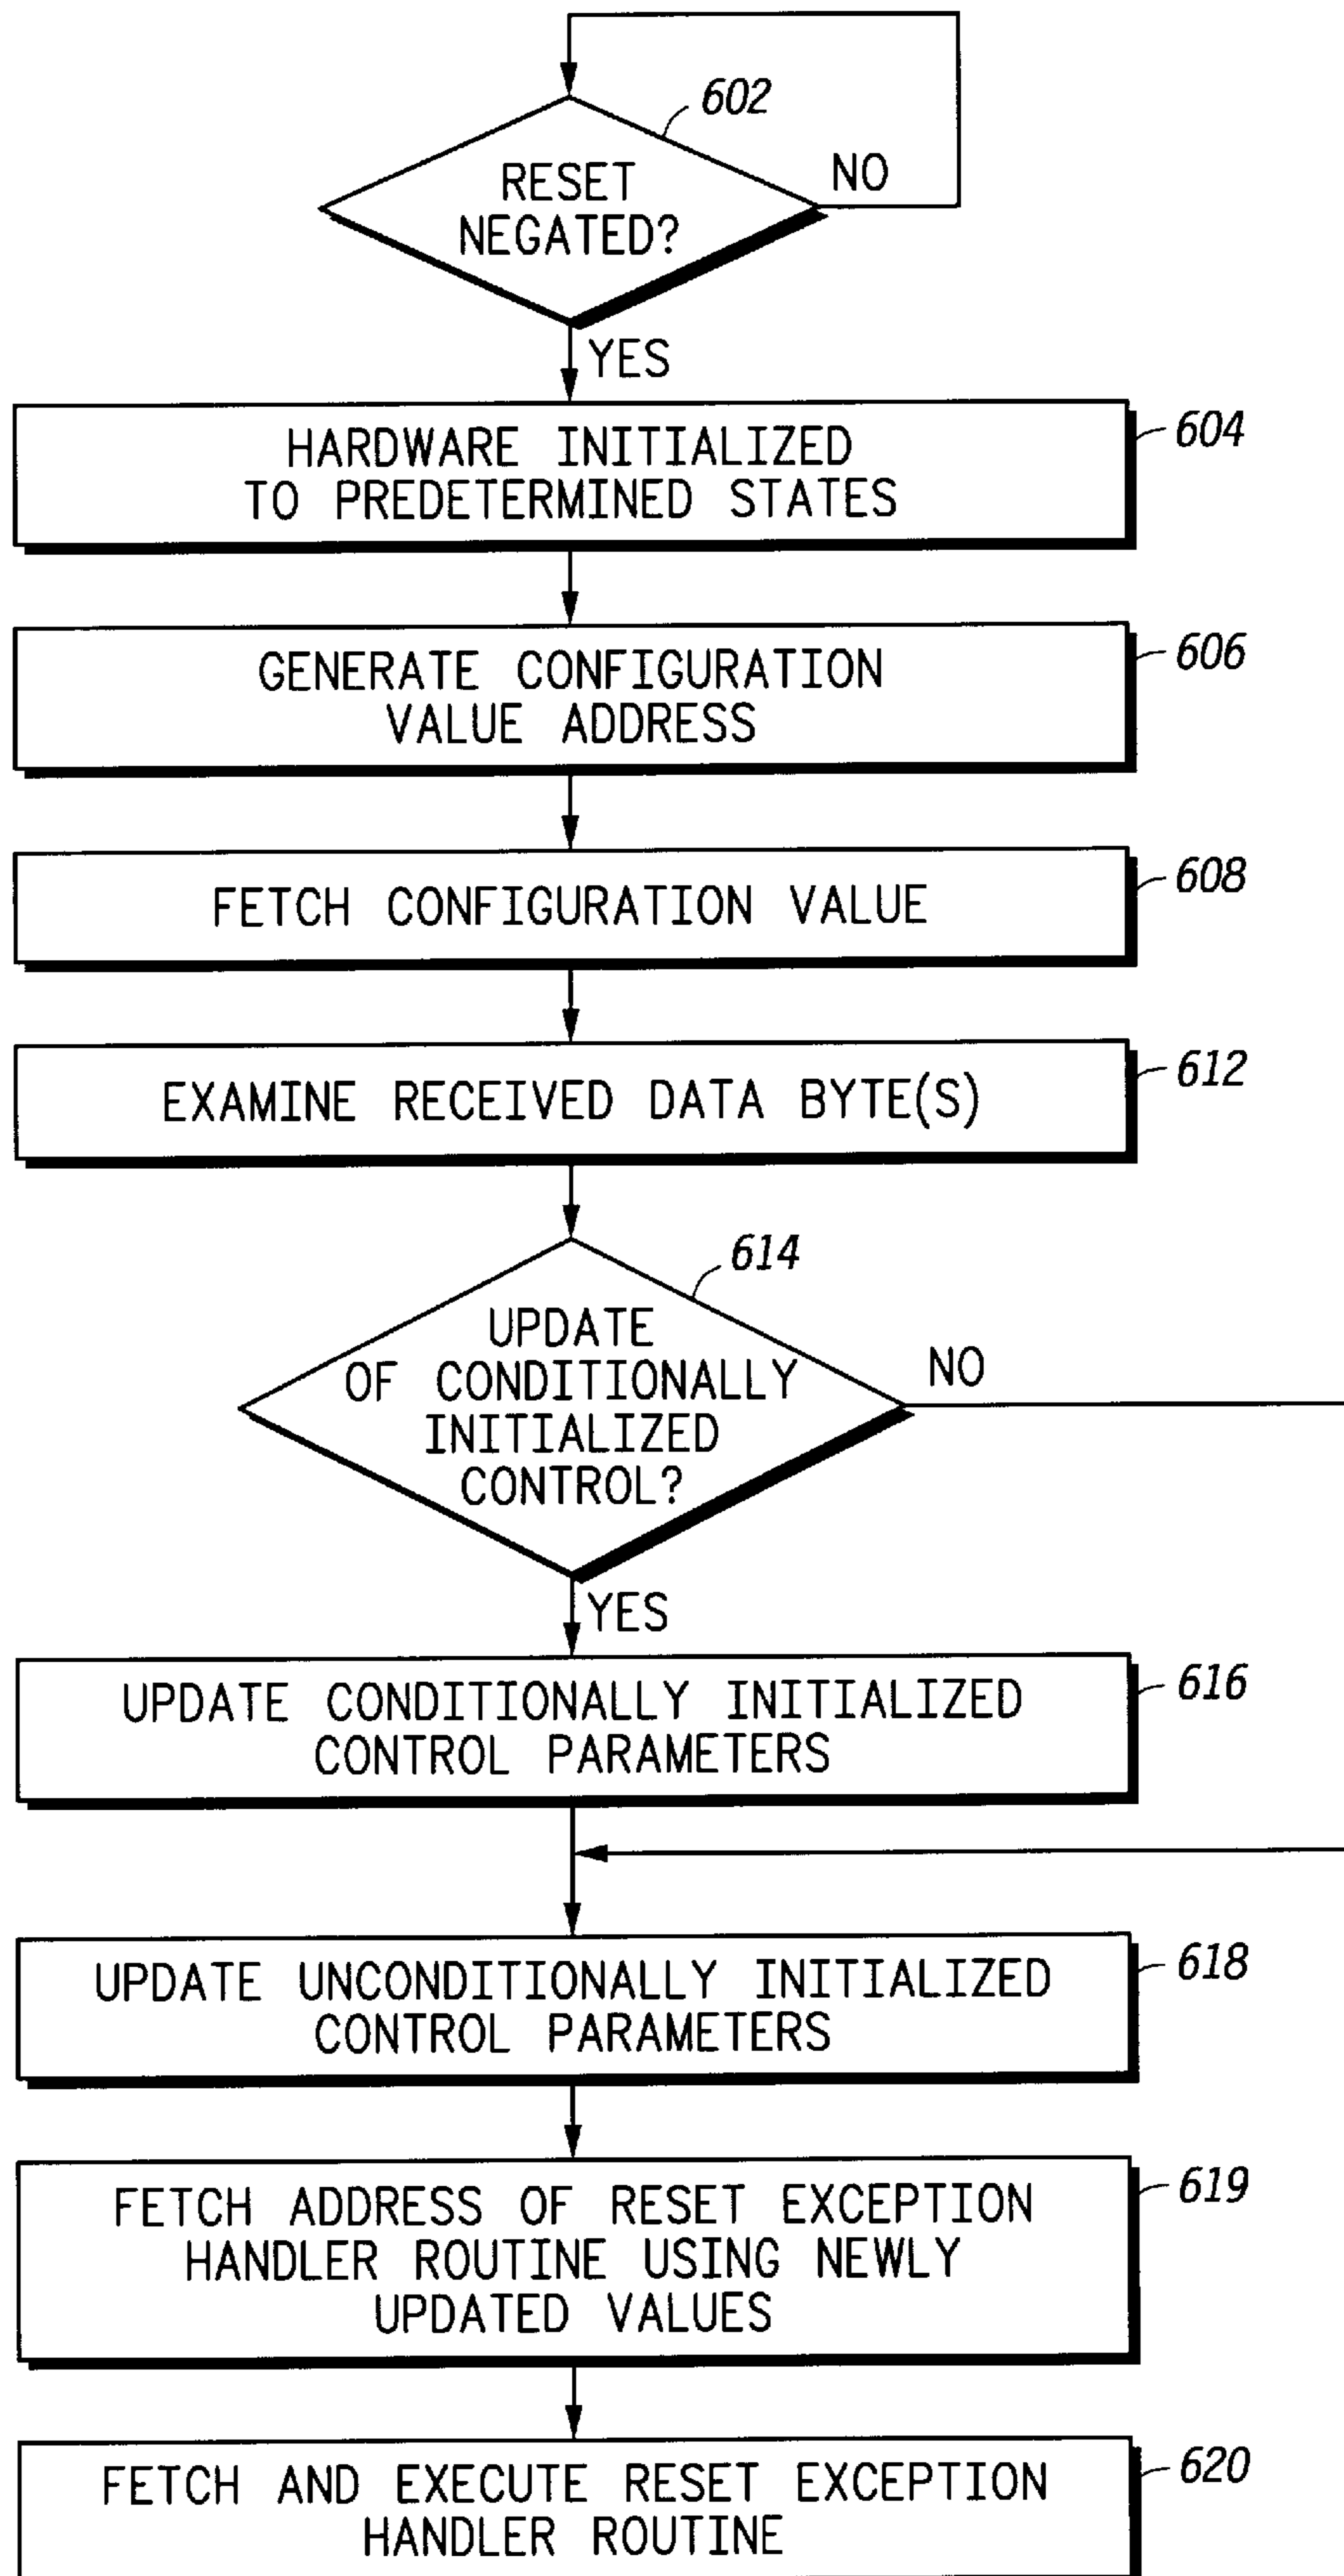 602
RESET
NEGATED?
NO
YES
HARDWARE INITIALIZED
TO PREDETERMINED STATES
604
GENERATE CONFIGURATION
VALUE ADDRESS
606
FETCH CONFIGURATION VALUE
608
EXAMINE RECEIVED DATA BYTE(S)
612
614
UPDATE
OF CONDITIONALLY
INITIALIZED
CONTROL?
NO
YES
UPDATE CONDITIONALLY INITIALIZED
CONTROL PARAMETERS
616
UPDATE UNCONDITIONALLY INITIALIZED
CONTROL PARAMETERS
618
FETCH ADDRESS OF RESET EXCEPTION
HANDLER ROUTINE USING NEWLY
UPDATED VALUES
619
FETCH AND EXECUTE RESET EXCEPTION
HANDLER ROUTINE
620